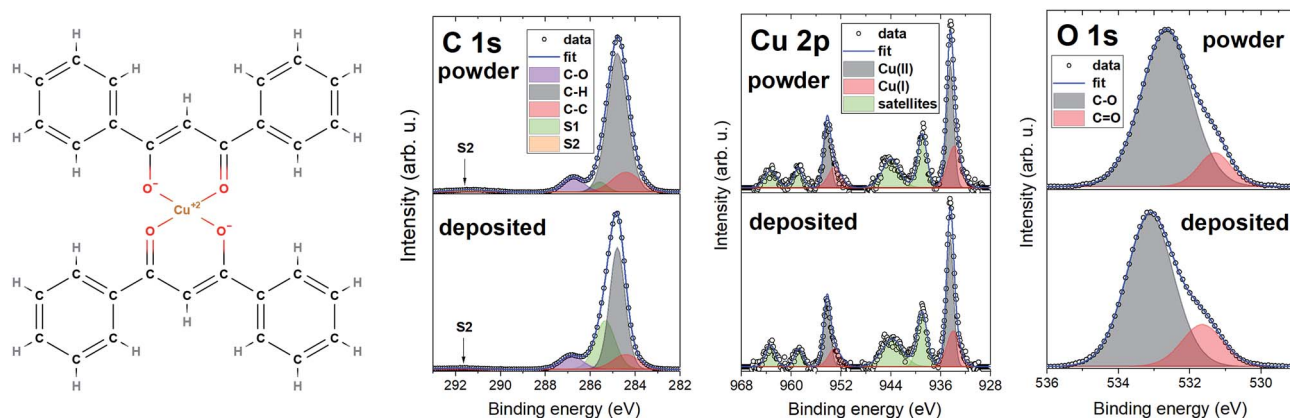 H
H
H
H
H
H
H
H
H
H
H
C
C
C
O⁻
O
Cu⁺²
O
O⁻
C
C
C
H
H
H
H
H
H
H
H
H
H
H
C 1s
powder
data
fit
C-O
C-H
C-C
S1
S2
S2
deposited
S2
Intensity (arb. u.)
292 290 288 286 284 282
Binding energy (eV)
Cu 2p
powder
data
fit
Cu(II)
Cu(I)
satellites
deposited
Intensity (arb. u.)
968 960 952 944 936 928
Binding energy (eV)
O 1s
powder
data
fit
C-O
C=O
deposited
Intensity (arb. u.)
536 534 532 530
Binding energy (eV)